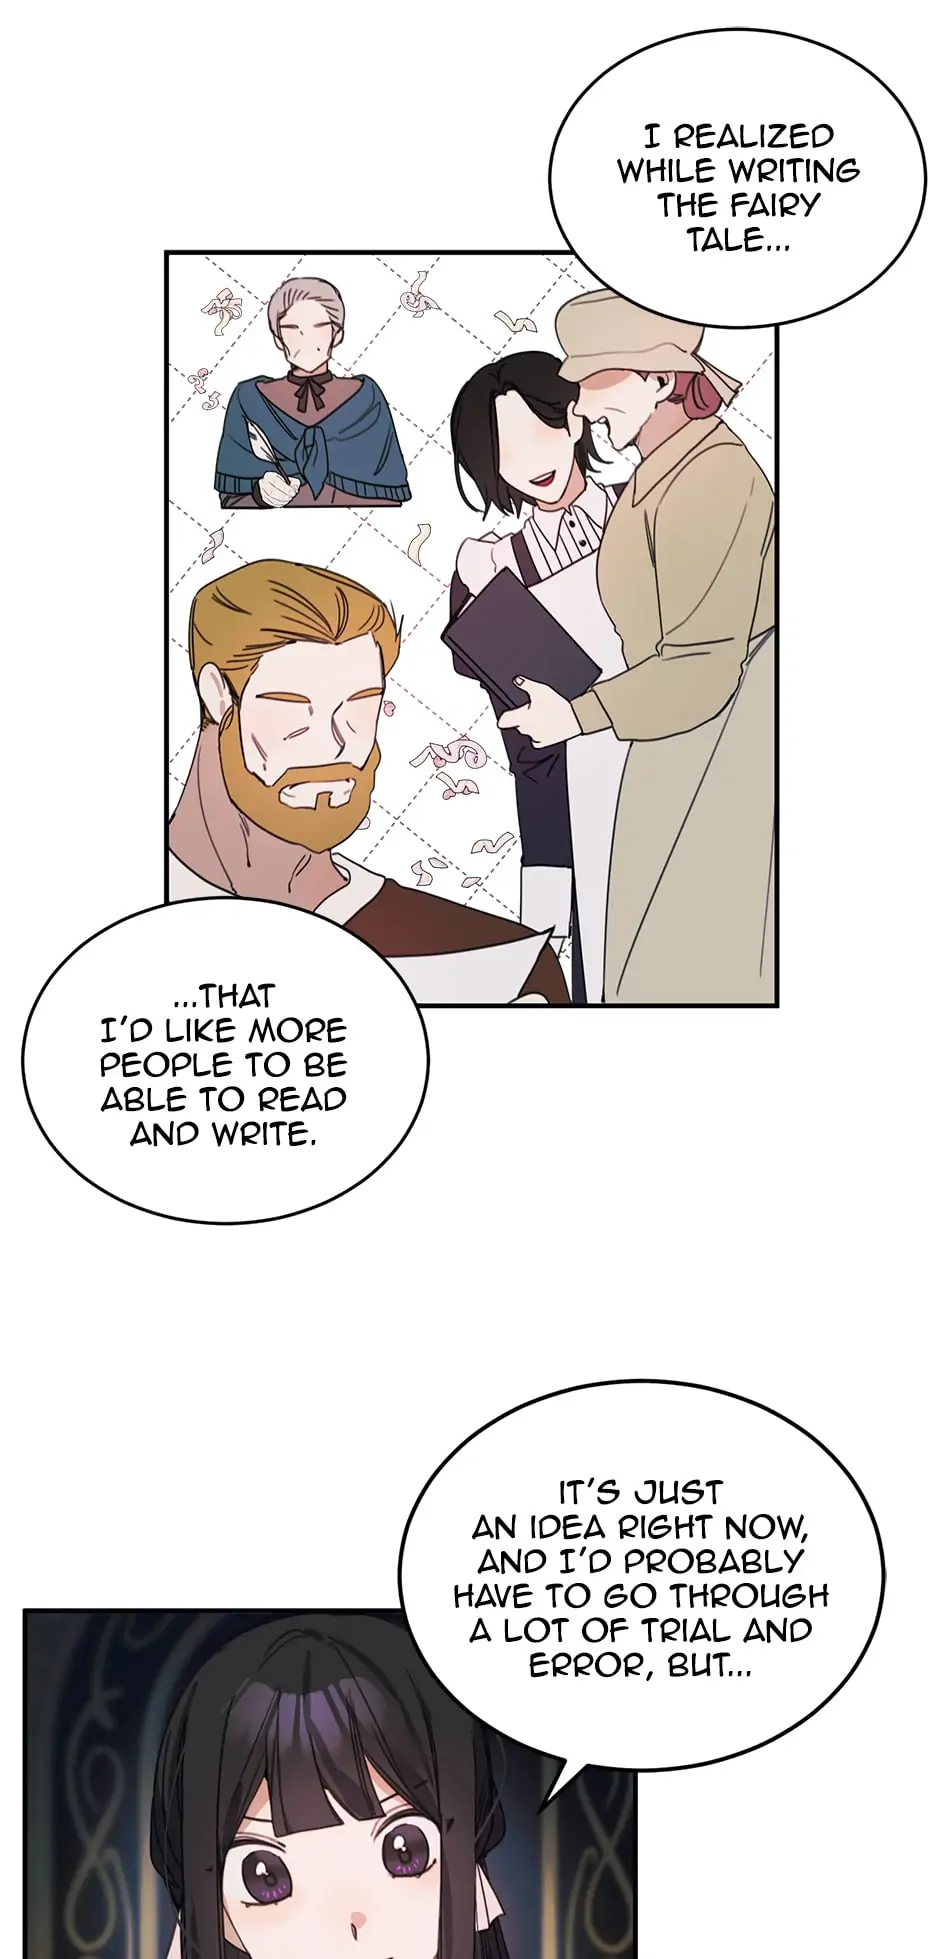 I REALIZED
WHILE WRITING
THE FAIRY
TALE...
...THAT
I'D LIKE MORE
PEOPLE TO BE
ABLE TO READ
AND WRITE.
IT'S JUST
AN IDEA RIGHT NOW,
AND I'D PROBABLY
HAVE TO GO THROUGH
A LOT OF TRIAL AND
ERROR, BUT...